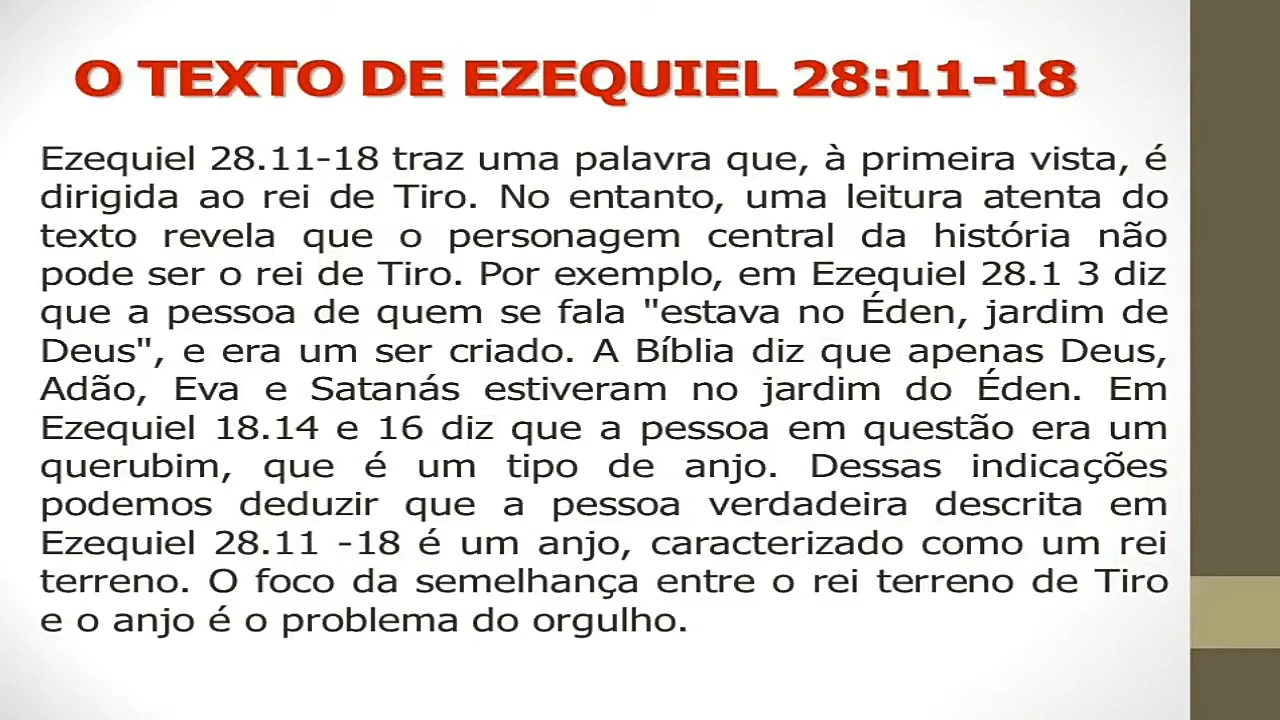 O TEXTO DE EZEQUIEL 28:11-18
Ezequiel 28.11-18 traz uma palavra que, à primeira vista, é
dirigida ao rei de Tiro. No entanto, uma leitura atenta do
texto revela que o personagem central da história não
pode ser o rei de Tiro. Por exemplo, em Ezequiel 28.1 3 diz
que a pessoa de quem se fala "estava no Éden, jardim de
Deus", e era um ser criado. A Bíblia diz que apenas Deus,
Adão, Eva e Satanás estiveram no jardim do Éden. Em
Ezequiel 18.14 e 16 diz que a pessoa em questão era um
querubim, que é um tipo de anjo. Dessas indicações
podemos deduzir que a pessoa verdadeira descrita em
Ezequiel 28.11 -18 é um anjo, caracterizado como um rei
terreno. O foco da semelhança entre o rei terreno de Tiro
e o anjo é o problema do orgulho.